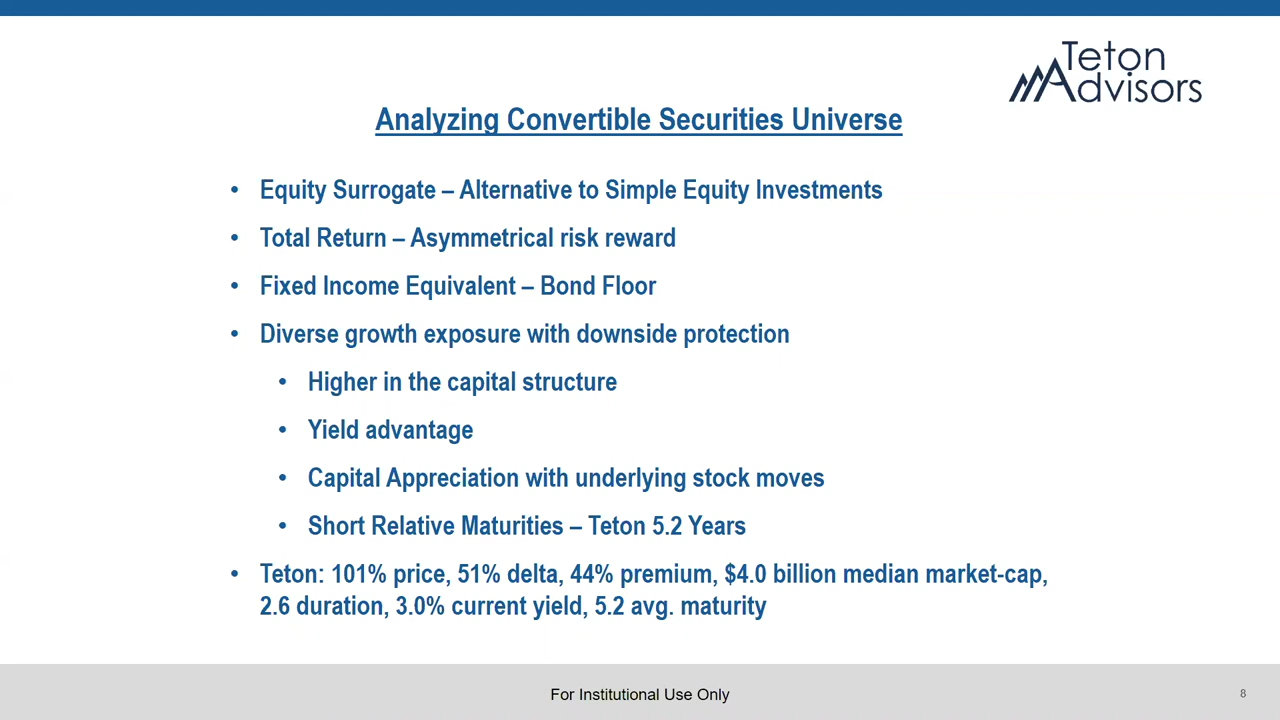 Teton
Advisors
Analyzing Convertible Securities Universe
• Equity Surrogate – Alternative to Simple Equity Investments
• Total Return – Asymmetrical risk reward
• Fixed Income Equivalent – Bond Floor
• Diverse growth exposure with downside protection
• Higher in the capital structure
• Yield advantage
• Capital Appreciation with underlying stock moves
• Short Relative Maturities – Teton 5.2 Years
• Teton: 101% price, 51% delta, 44% premium, $4.0 billion median market-cap,
2.6 duration, 3.0% current yield, 5.2 avg. maturity
For Institutional Use Only
8